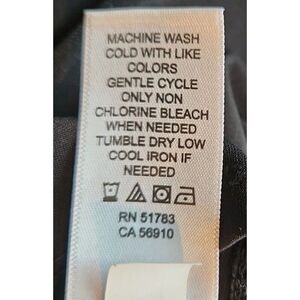 MACHINE WASH
COLD WITH LIKE
COLORS
GENTLE CYCLE
ONLY NON
CHLORINE BLEACH
WHEN NEEDED
TUMBLE DRY LOW
COOL IRON IF
NEEDED
RN 51783
CA 56910